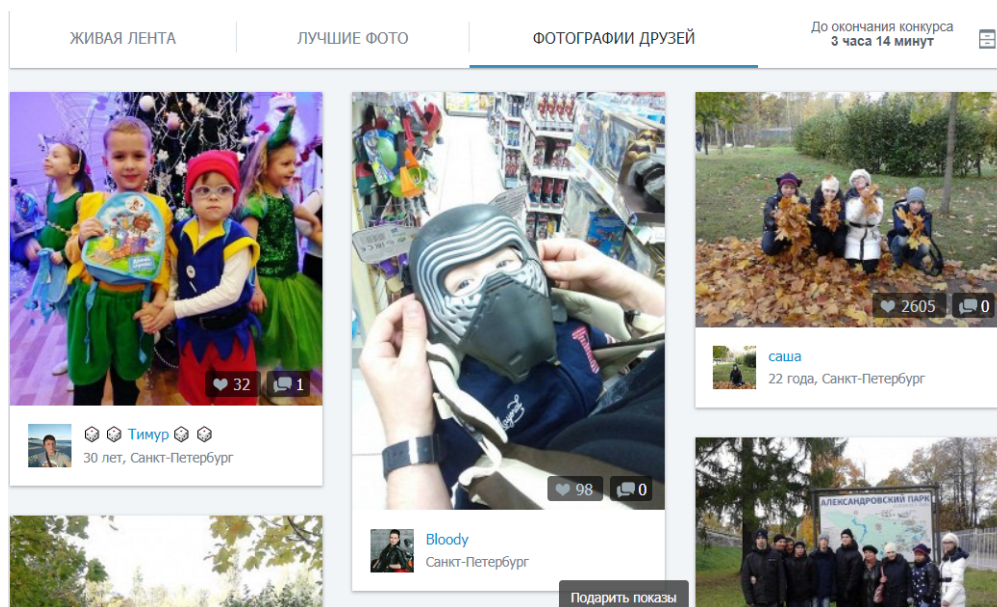 ЖИВАЯ ЛЕНТА
ЛУЧШИЕ ФОТО
ФОТОГРАФИИ ДРУЗЕЙ
До окончания конкурса
3 часа 14 минут
32
1
Тимур
30 лет, Санкт-Петербург
98
0
Bloody
Санкт-Петербург
Подарить показы
2605
0
саша
22 года, Санкт-Петербург
АЛЕКСАНДРОВСКИЙ ПАРК